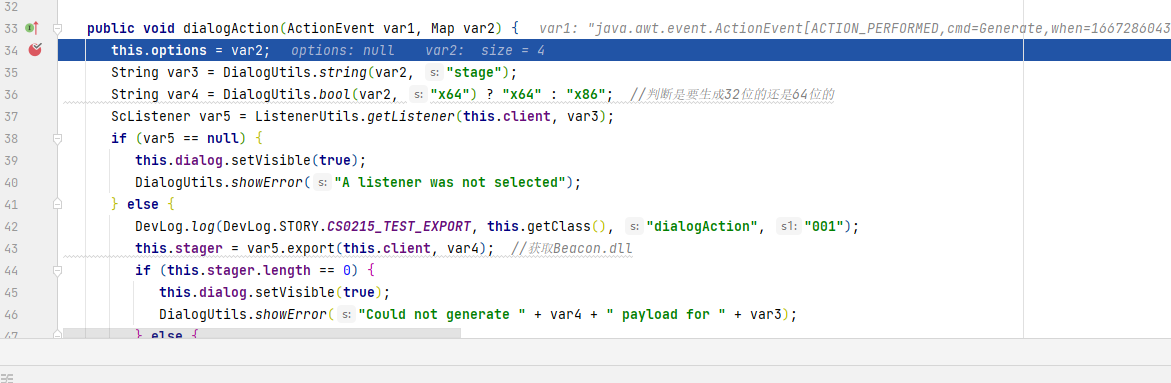 32
33 public void dialogAction(ActionEvent var1, Map var2) { var1: "java.awt.event.ActionEvent[ACTION_PERFORMED,cmd=Generate,when=1667286043
34 this.options = var2; options: null var2: size = 4
35 String var3 = DialogUtils.string(var2, s: "stage");
36 String var4 = DialogUtils.bool(var2, s: "x64") ? "x64" : "x86"; //判断是要生成32位的还是64位的
37 ScListener var5 = ListenerUtils.getListener(this.client, var3);
38 if (var5 == null) {
39 this.dialog.setVisible(true);
40 DialogUtils.showError( s: "A listener was not selected");
41 } else {
42 DevLog.log(DevLog.STORY.CS0215_TEST_EXPORT, this.getClass(), s: "dialogAction", s1: "001");
43 this.stager = var5.export(this.client, var4); //获取Beacon.dll
44 if (this.stager.length == 0) {
45 this.dialog.setVisible(true);
46 DialogUtils.showError( s: "Could not generate " + var4 + " payload for " + var3);
47 } else {